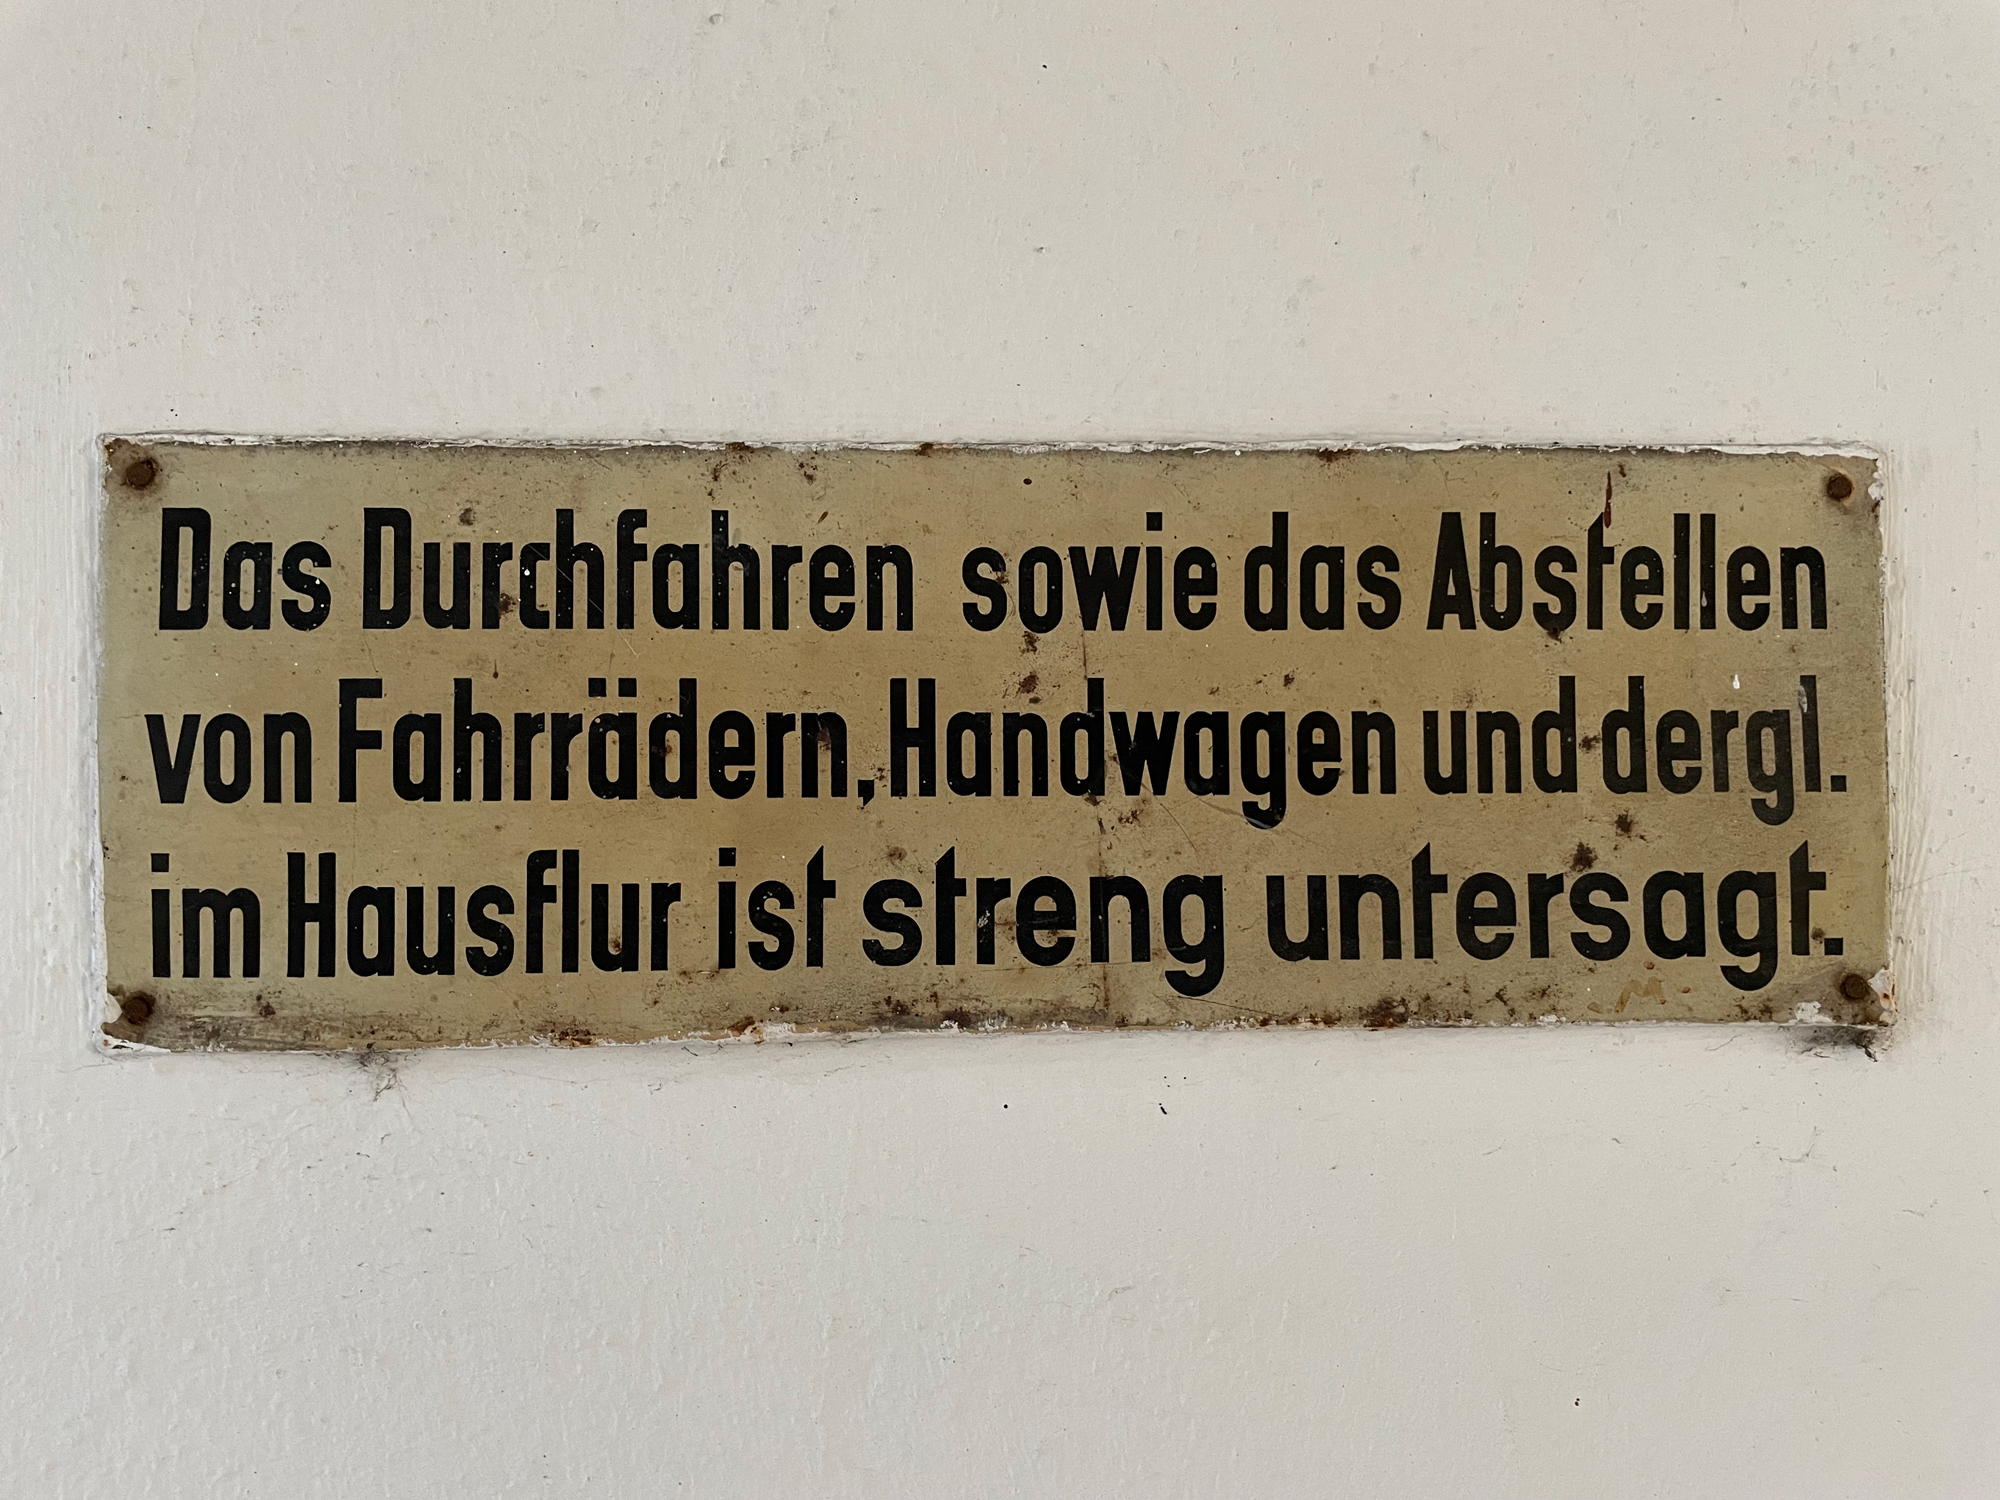 Das Durchfahren sowie das Abstellen
von Fahrrädern, Handwagen und dergl.
im Hausflur ist streng untersagt.